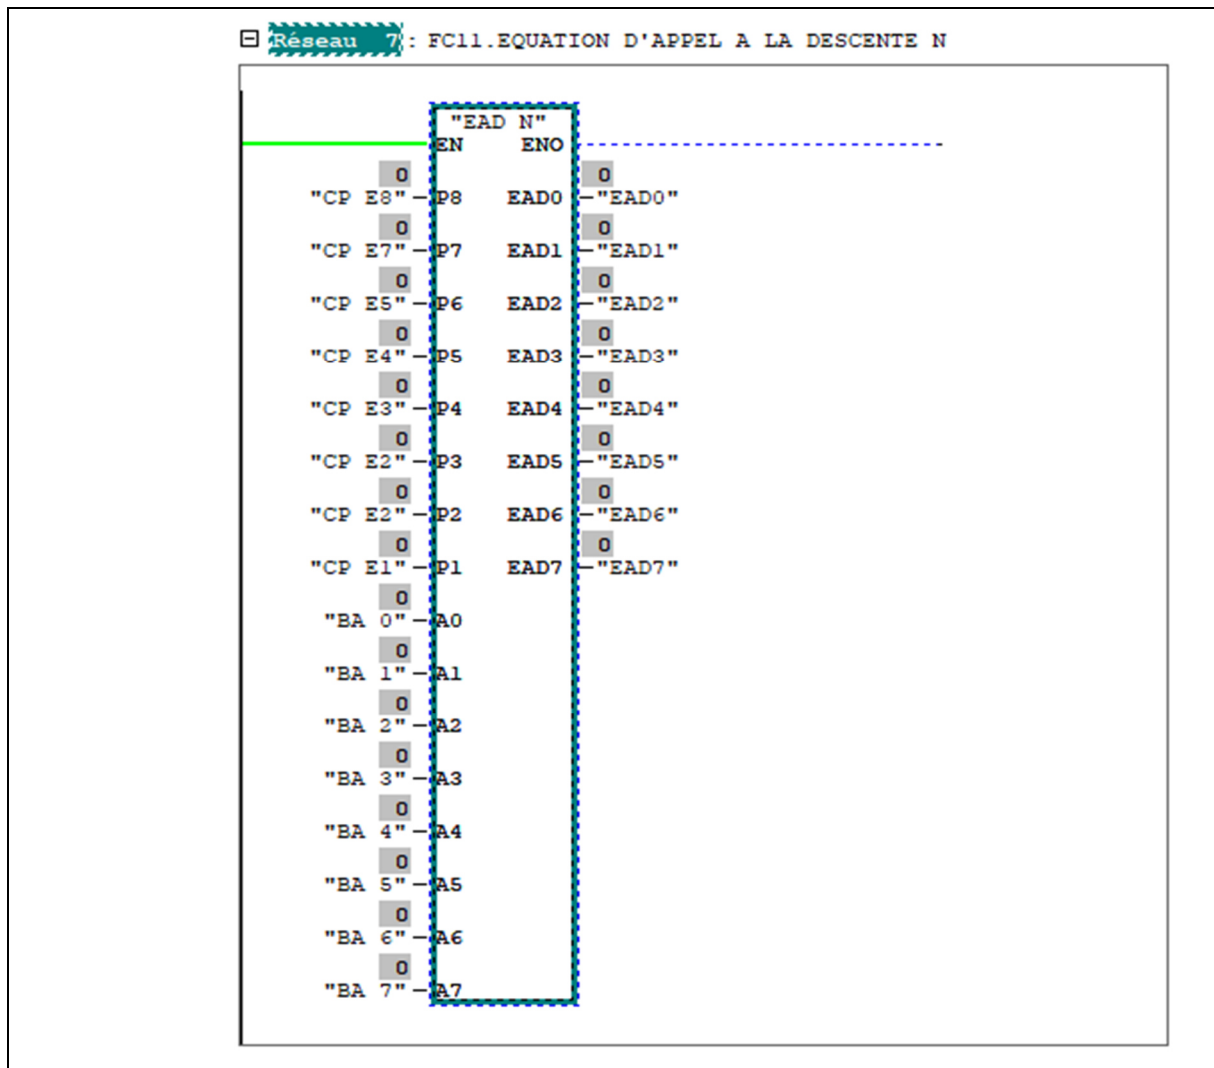 Réseau 7 : FC11.EQUATION D'APPEL A LA DESCENTE N
"EAD N"
EN ENO
0 0
"CP E8" P8 EAD0 "EAD0"
0 0
"CP E7" P7 EAD1 "EAD1"
0 0
"CP E5" P6 EAD2 "EAD2"
0 0
"CP E4" P5 EAD3 "EAD3"
0 0
"CP E3" P4 EAD4 "EAD4"
0 0
"CP E2" P3 EAD5 "EAD5"
0 0
"CP E2" P2 EAD6 "EAD6"
0 0
"CP E1" P1 EAD7 "EAD7"
0
"BA 0" A0
0
"BA 1" A1
0
"BA 2" A2
0
"BA 3" A3
0
"BA 4" A4
0
"BA 5" A5
0
"BA 6" A6
0
"BA 7" A7